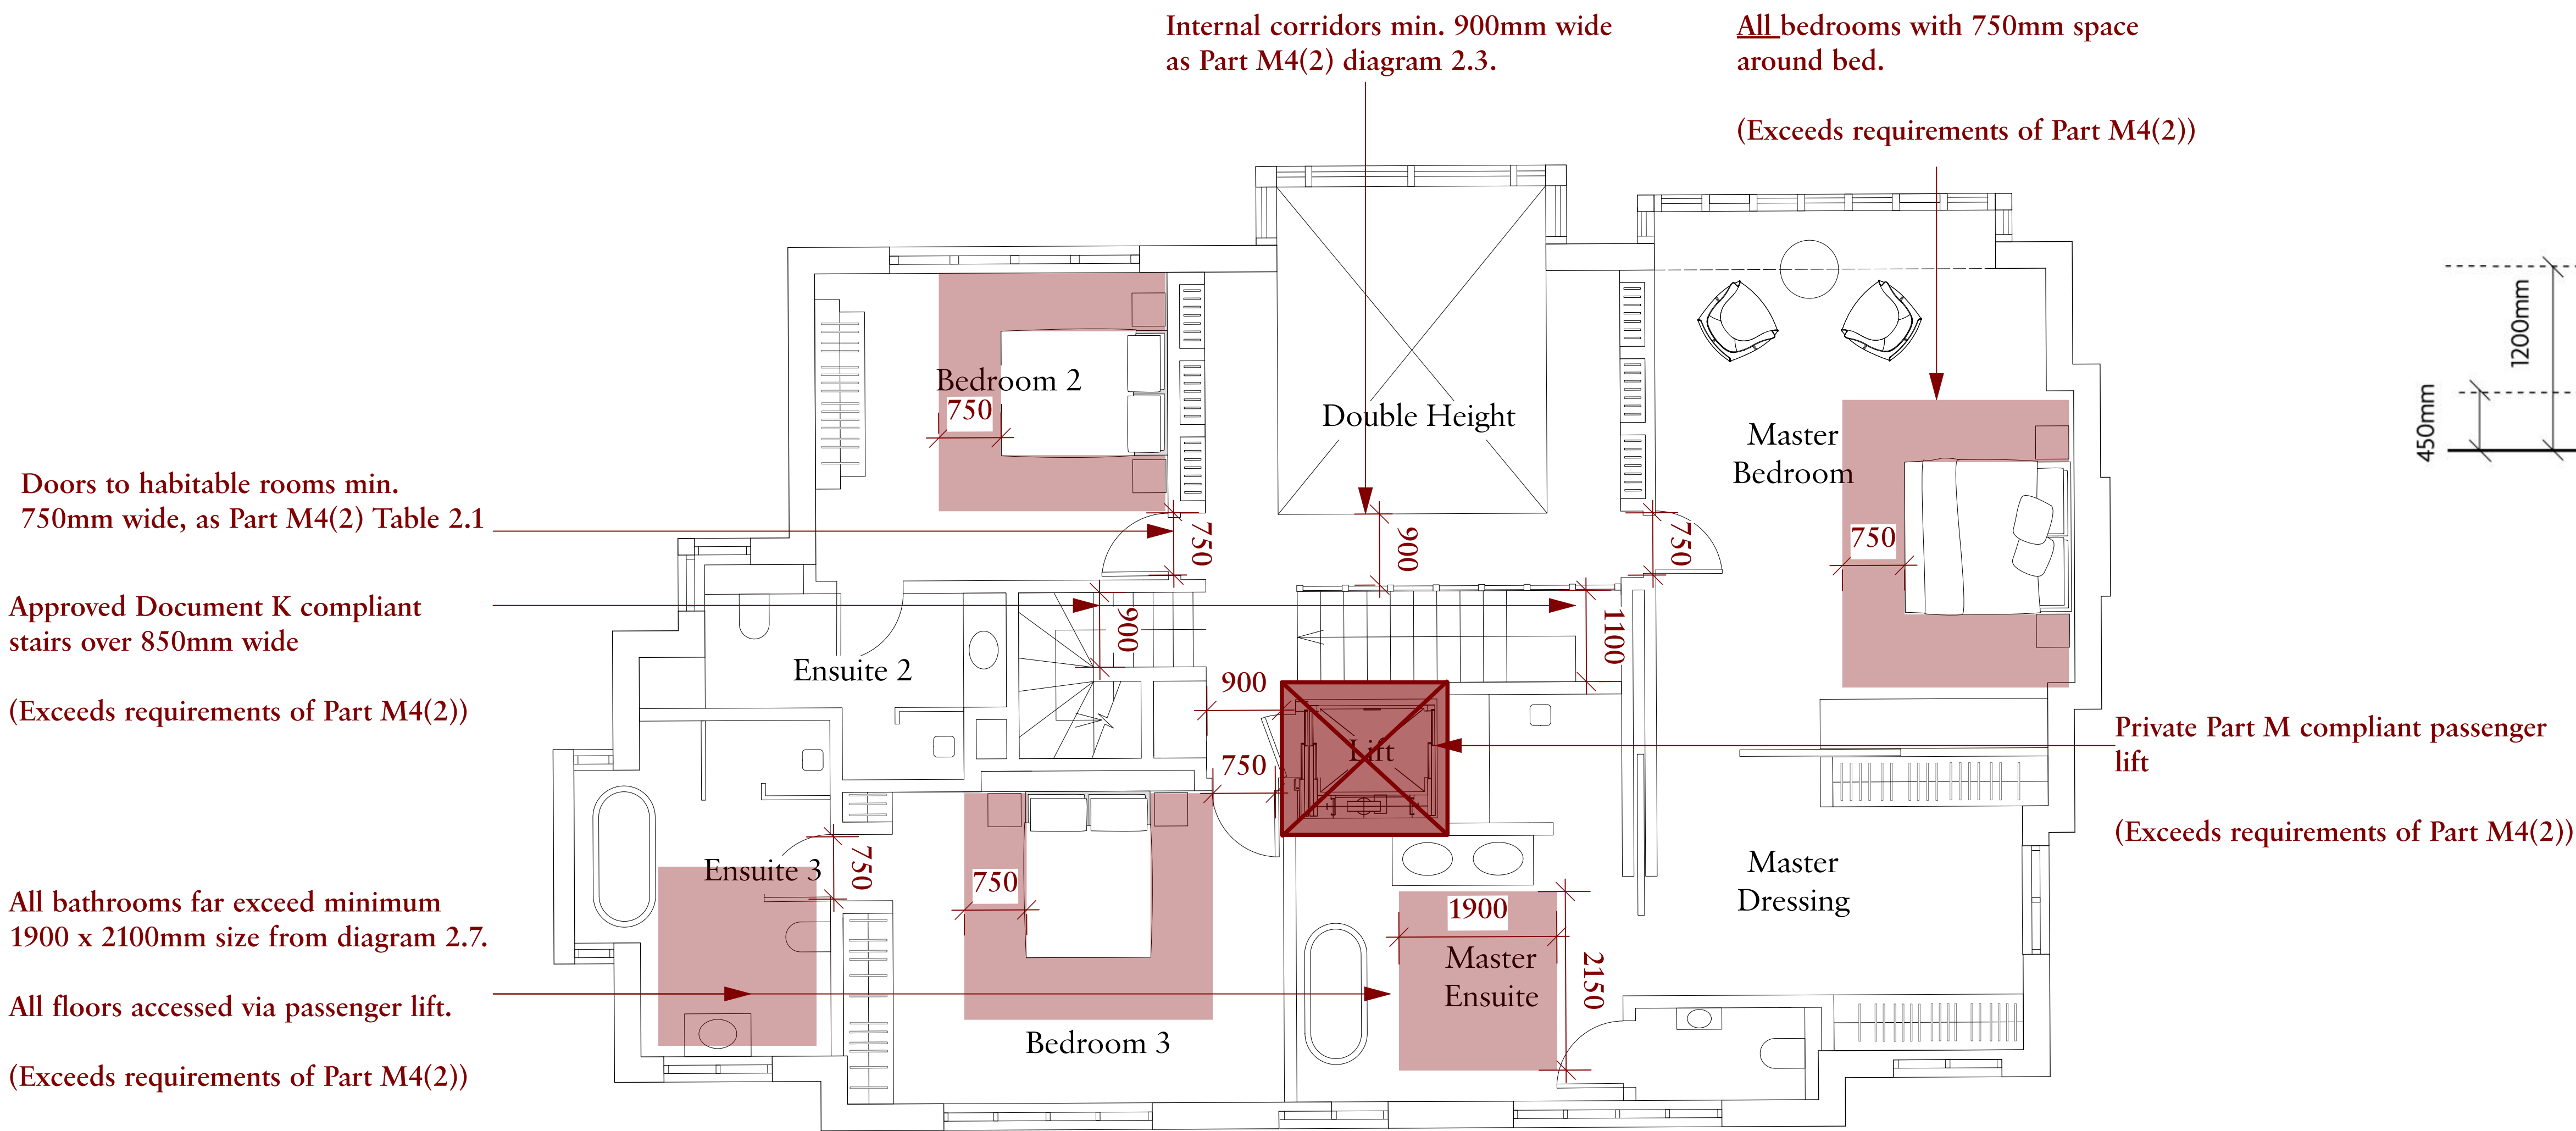 Internal corridors min. 900mm wide
as Part M4(2) diagram 2.3.
All bedrooms with 750mm space
around bed.
(Exceeds requirements of Part M4(2))
1200mm
450mm
Bedroom 2
750
Double Height
Master
Bedroom
750
Doors to habitable rooms min.
750mm wide, as Part M4(2) Table 2.1
750
900
750
Approved Document K compliant
stairs over 850mm wide
(Exceeds requirements of Part M4(2))
900
1100
Ensuite 2
900
750
Lift
Private Part M compliant passenger
lift
(Exceeds requirements of Part M4(2))
Ensuite 3
750
750
Master
Dressing
All bathrooms far exceed minimum
1900 x 2100mm size from diagram 2.7.
All floors accessed via passenger lift.
(Exceeds requirements of Part M4(2))
1900
Master
Ensuite
2150
Bedroom 3